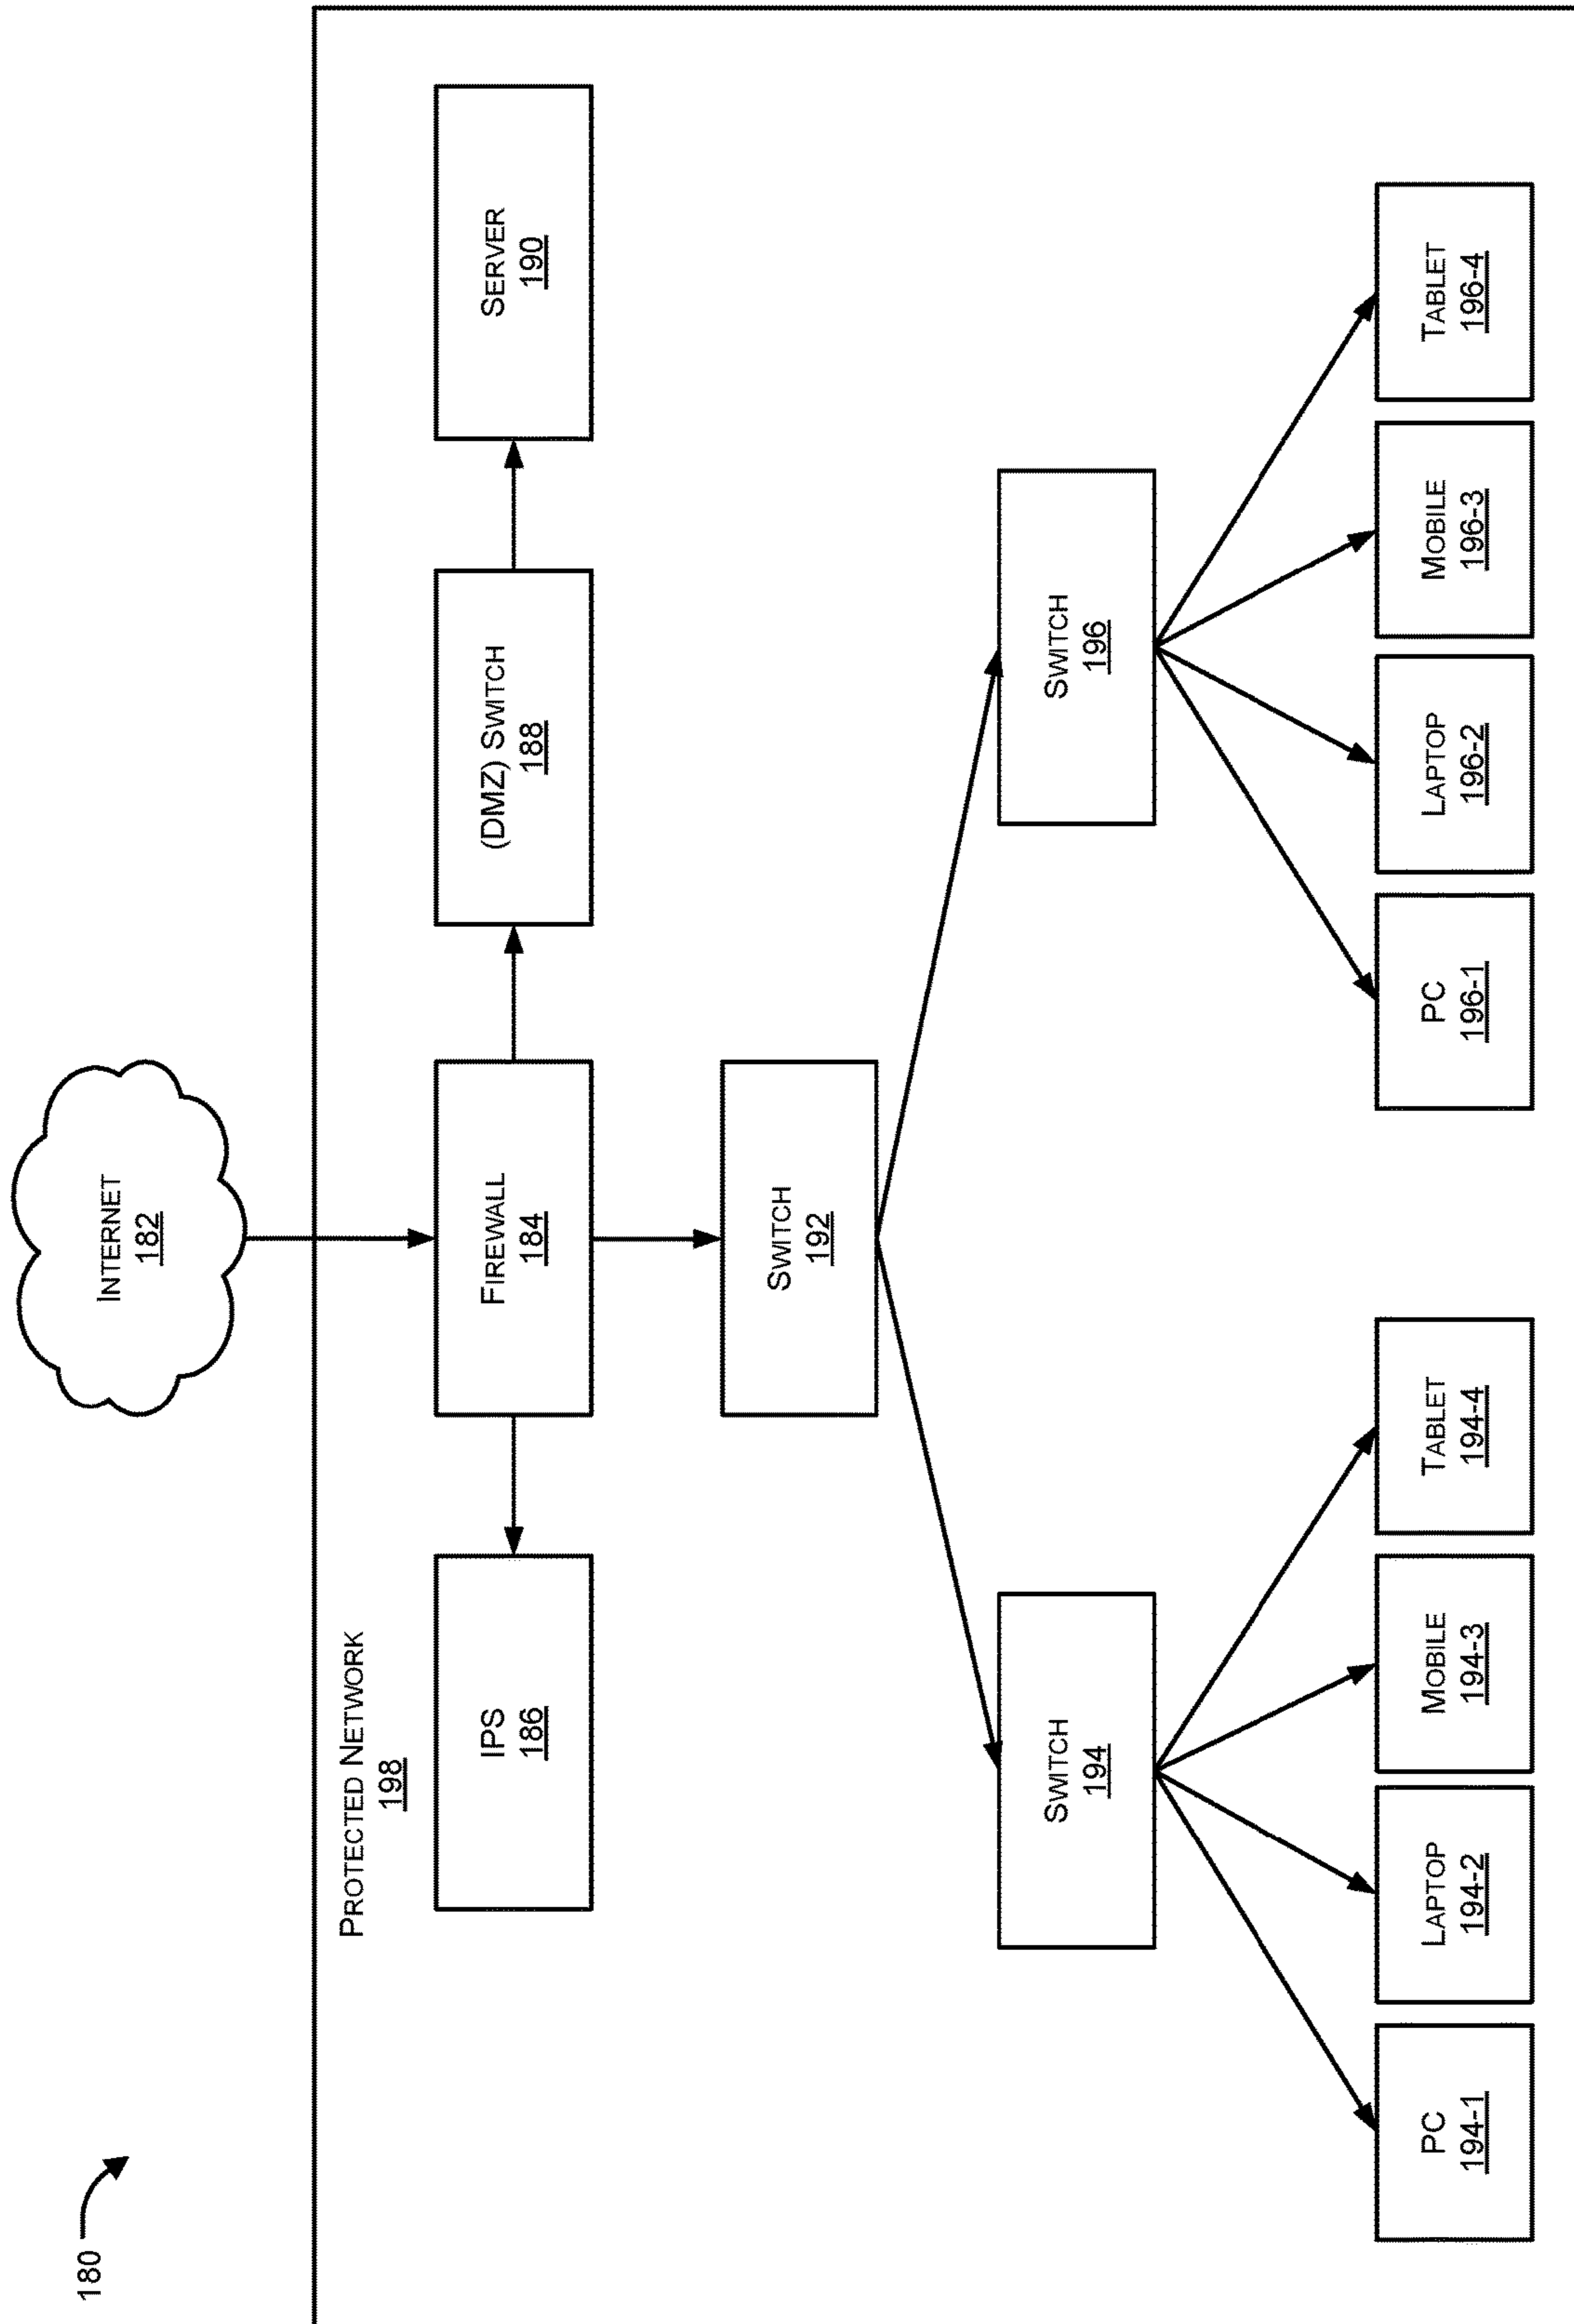 180
INTERNET
182
PROTECTED NETWORK
198
IPS
186
FIREWALL
184
(DMZ) SWITCH
188
SERVER
190
SWITCH
192
SWITCH
194
SWITCH
196
PC
194-1
LAPTOP
194-2
MOBILE
194-3
TABLET
194-4
PC
196-1
LAPTOP
196-2
MOBILE
196-3
TABLET
196-4